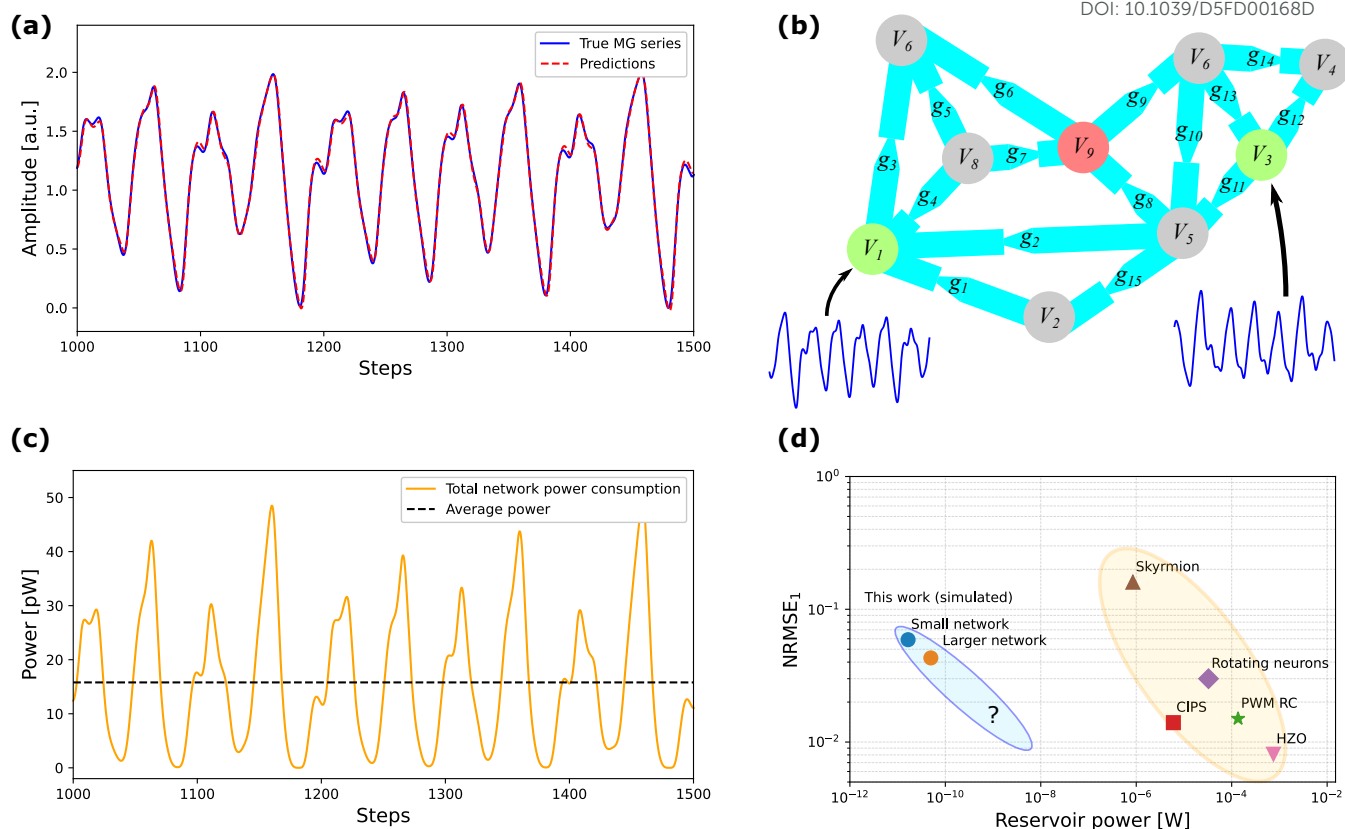 DOI: 10.1039/D5FD00168D
(a)
True MG series
Predictions
Amplitude [a.u.]
2.0
1.5
1.0
0.5
0.0
1000 1100 1200 1300 1400 1500
Steps
(b)
V6
V6
V4
g14
g6
g9
g13
g5
g12
g10
V9
V3
V8
g7
g3
g11
g8
g4
V5
V1
g2
g1
g15
V2
(c)
Total network power consumption
Average power
Power [pW]
50
40
30
20
10
0
1000 1100 1200 1300 1400 1500
Steps
(d)
NRMSE1
10^0
10^-1
10^-2
Skyrmion
This work (simulated)
Small network
Larger network
Rotating neurons
CIPS
PWM RC
?
HZO
10^-12 10^-10 10^-8 10^-6 10^-4 10^-2
Reservoir power [W]